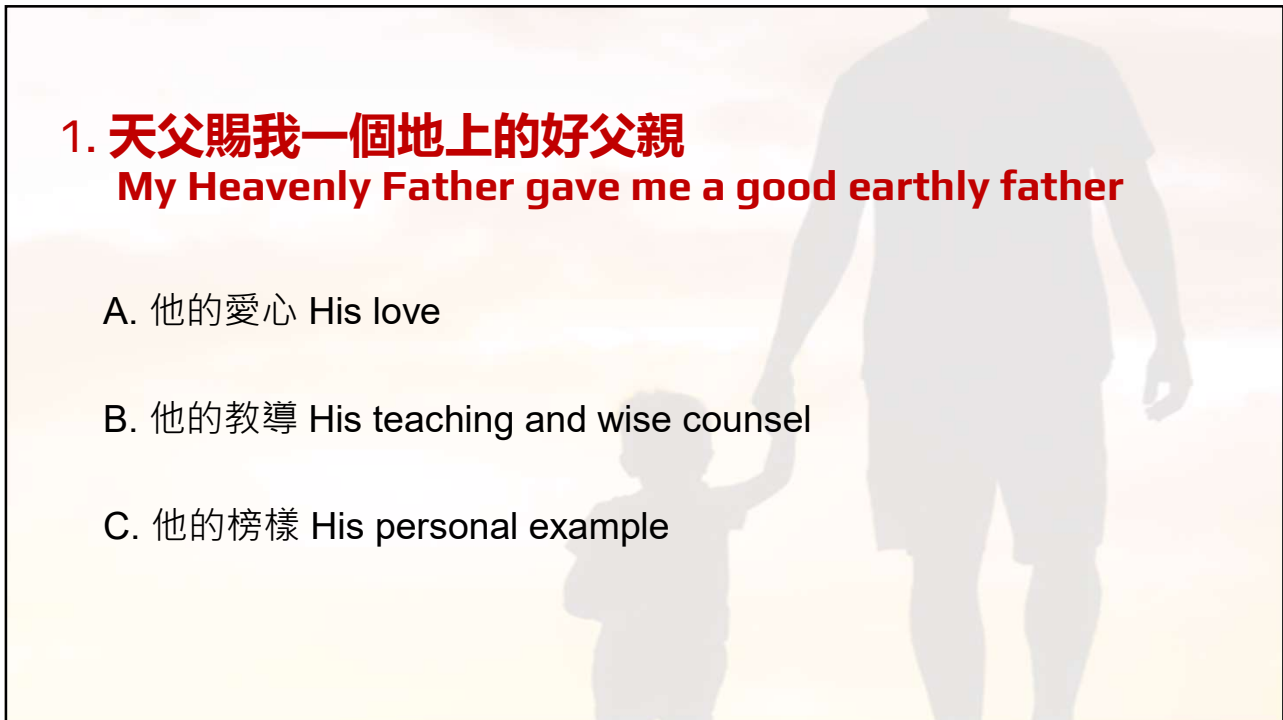 1. 天父賜我一個地上的好父親
My Heavenly Father gave me a good earthly father
A. 他的愛心 His love
B. 他的教導 His teaching and wise counsel
C. 他的榜樣 His personal example